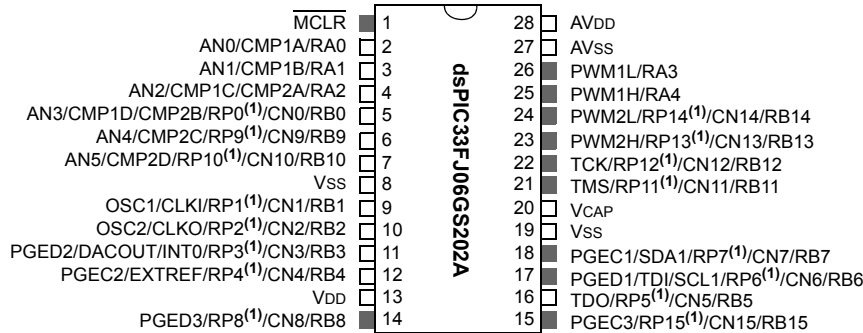 MCLR 1 28 AVDD
AN0/CMP1A/RA0 2 27 AVSS
AN1/CMP1B/RA1 3 26 PWM1L/RA3
AN2/CMP1C/CMP2A/RA2 4 25 PWM1H/RA4
AN3/CMP1D/CMP2B/RP0(1)/CN0/RB0 5 24 PWM2L/RP14(1)/CN14/RB14
AN4/CMP2C/RP9(1)/CN9/RB9 6 23 PWM2H/RP13(1)/CN13/RB13
AN5/CMP2D/RP10(1)/CN10/RB10 7 22 TCK/RP12(1)/CN12/RB12
VSS 8 21 TMS/RP11(1)/CN11/RB11
OSC1/CLKI/RP1(1)/CN1/RB1 9 20 VCAP
OSC2/CLKO/RP2(1)/CN2/RB2 10 19 VSS
PGED2/DACOUT/INT0/RP3(1)/CN3/RB3 11 18 PGEC1/SDA1/RP7(1)/CN7/RB7
PGEC2/EXTREF/RP4(1)/CN4/RB4 12 17 PGED1/TDI/SCL1/RP6(1)/CN6/RB6
VDD 13 16 TDO/RP5(1)/CN5/RB5
PGED3/RP8(1)/CN8/RB8 14 15 PGEC3/RP15(1)/CN15/RB15
dsPIC33FJ06GS202A